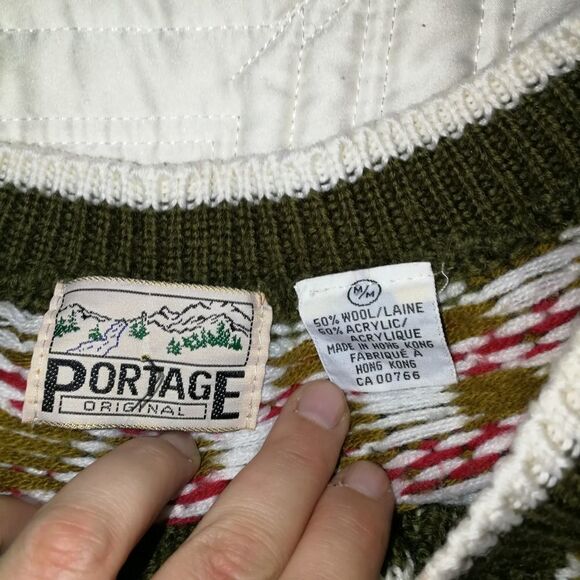 PORTAGE
ORIGINAL
M/M
50% WOOL/LAINE
50% ACRYLIC/
ACRYLIQUE
MADE IN HONG KONG
FABRIQUÉ À
HONG KONG
CA 00766